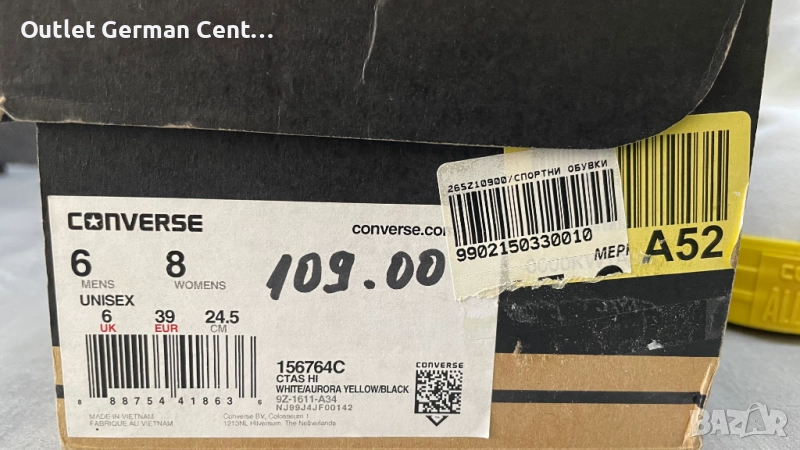 Outlet German Cent…
CONVERSE
converse.com
6 8
MENS WOMENS
UNISEX
6 39 24.5
UK EUR CM
109.00
8 88754 41863 6
MADE IN VIETNAM
FABRIQUE AU VIETNAM
156764C
CTAS HI
WHITE/AURORA YELLOW/BLACK
9Z-1611-A34
NJ99J4JF00142
Converse BV, Colosseum 1
1213NL Hilversum, The Netherlands
CONVERSE
26SZ10900/СПОРТНИ ОБУВКИ
9902150330010
A52
bazar